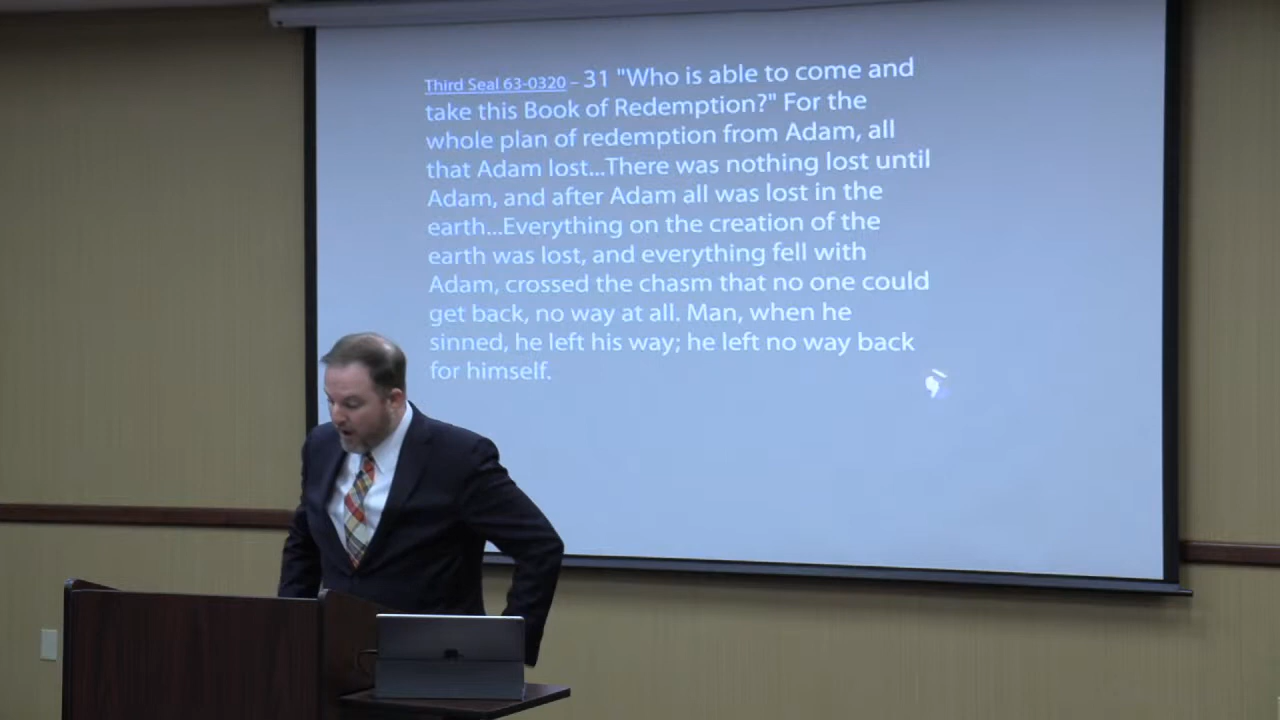 Third Seal 63-0320 – 31 "Who is able to come and
take this Book of Redemption?" For the
whole plan of redemption from Adam, all
that Adam lost...There was nothing lost until
Adam, and after Adam all was lost in the
earth...Everything on the creation of the
earth was lost, and everything fell with
Adam, crossed the chasm that no one could
get back, no way at all. Man, when he
sinned, he left his way; he left no way back
for himself.